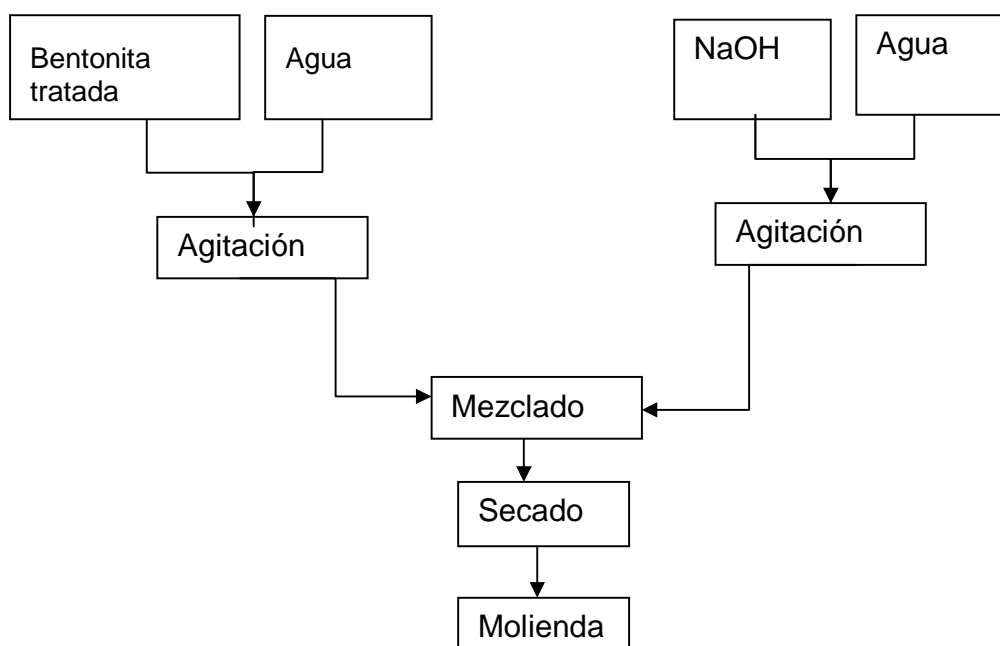 Bentonita
tratada
Agua
NaOH
Agua
Agitación
Agitación
Mezclado
Secado
Molienda